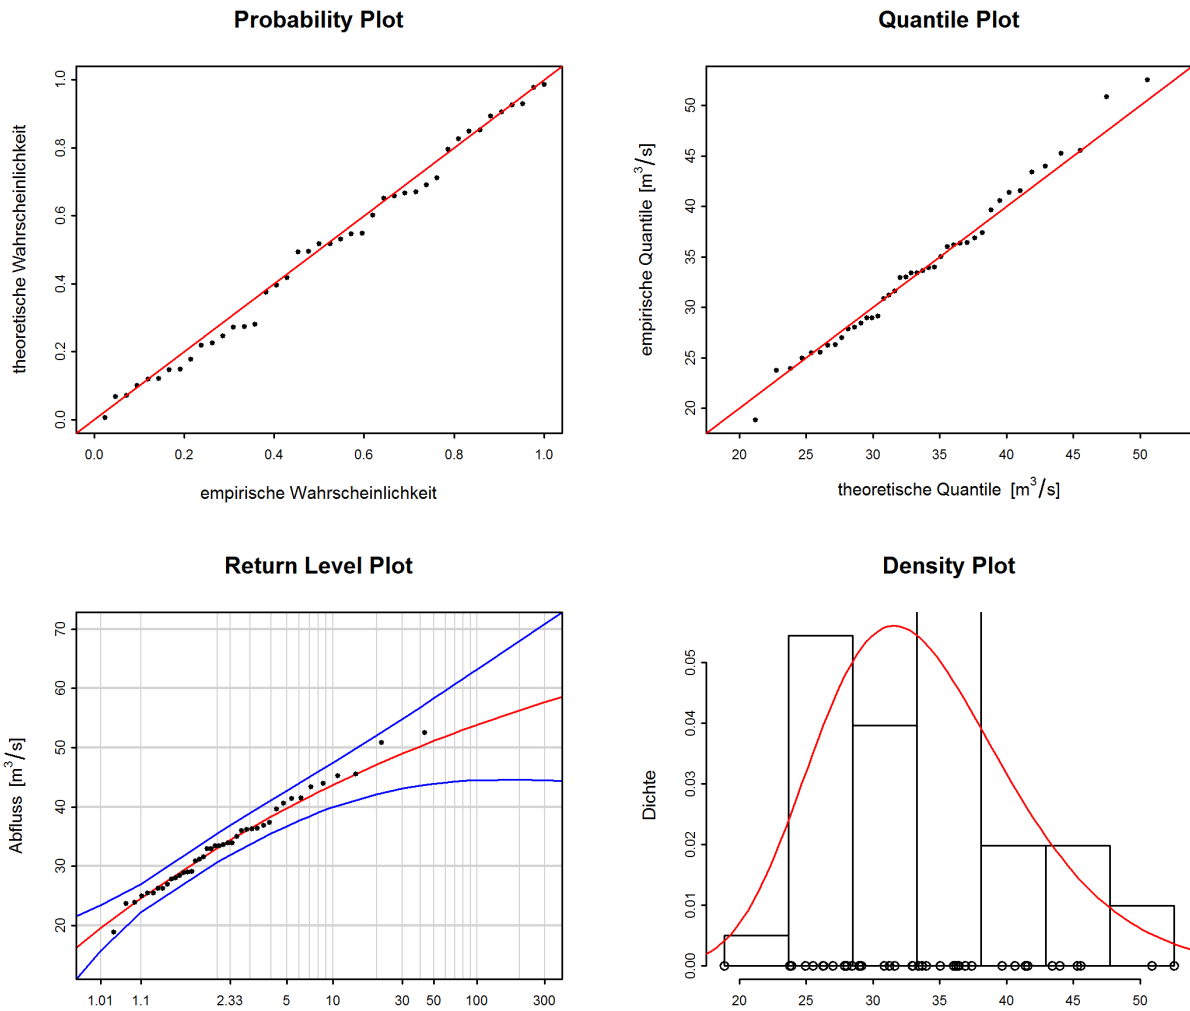 Probability Plot
theoretische Wahrscheinlichkeit
0.0 0.2 0.4 0.6 0.8 1.0
0.0 0.2 0.4 0.6 0.8 1.0
empirische Wahrscheinlichkeit
Quantile Plot
empirische Quantile [m³/s]
20 25 30 35 40 45 50
20 25 30 35 40 45 50
theoretische Quantile [m³/s]
Return Level Plot
Abfluss [m³/s]
20 30 40 50 60 70
1.01 1.1 2.33 5 10 30 50 100 300
Density Plot
Dichte
0.00 0.01 0.02 0.03 0.04 0.05
20 25 30 35 40 45 50